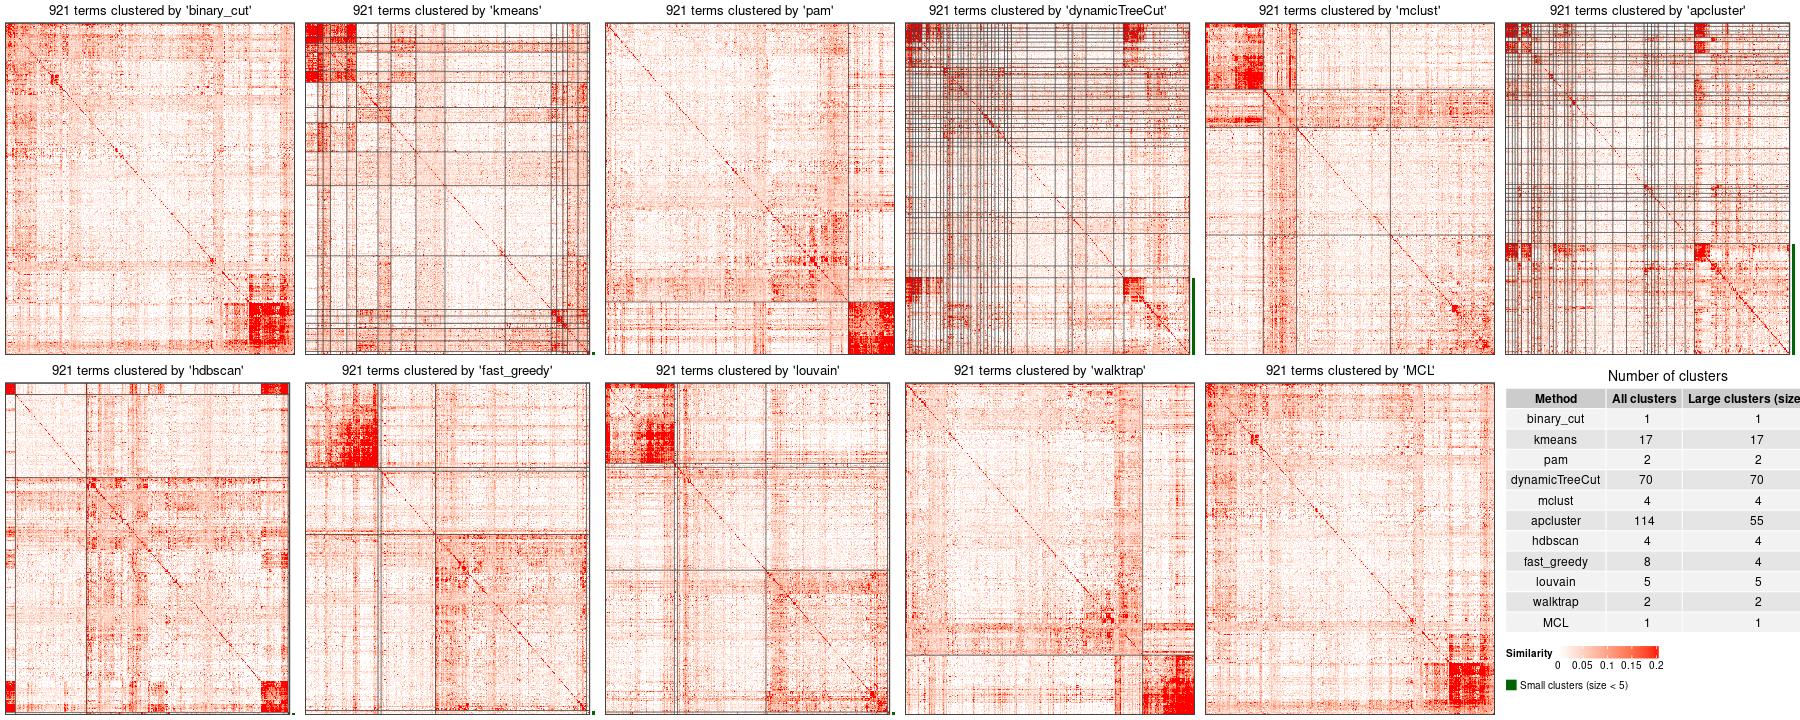 921 terms clustered by 'binary_cut'
921 terms clustered by 'kmeans'
921 terms clustered by 'pam'
921 terms clustered by 'dynamicTreeCut'
921 terms clustered by 'mclust'
921 terms clustered by 'apcluster'
921 terms clustered by 'hdbscan'
921 terms clustered by 'fast_greedy'
921 terms clustered by 'louvain'
921 terms clustered by 'walktrap'
921 terms clustered by 'MCL'
Number of clusters
Method All clusters Large clusters (size
binary_cut 1 1
kmeans 17 17
pam 2 2
dynamicTreeCut 70 70
mclust 4 4
apcluster 114 55
hdbscan 4 4
fast_greedy 8 4
louvain 5 5
walktrap 2 2
MCL 1 1
Similarity
0 0.05 0.1 0.15 0.2
Small clusters (size < 5)